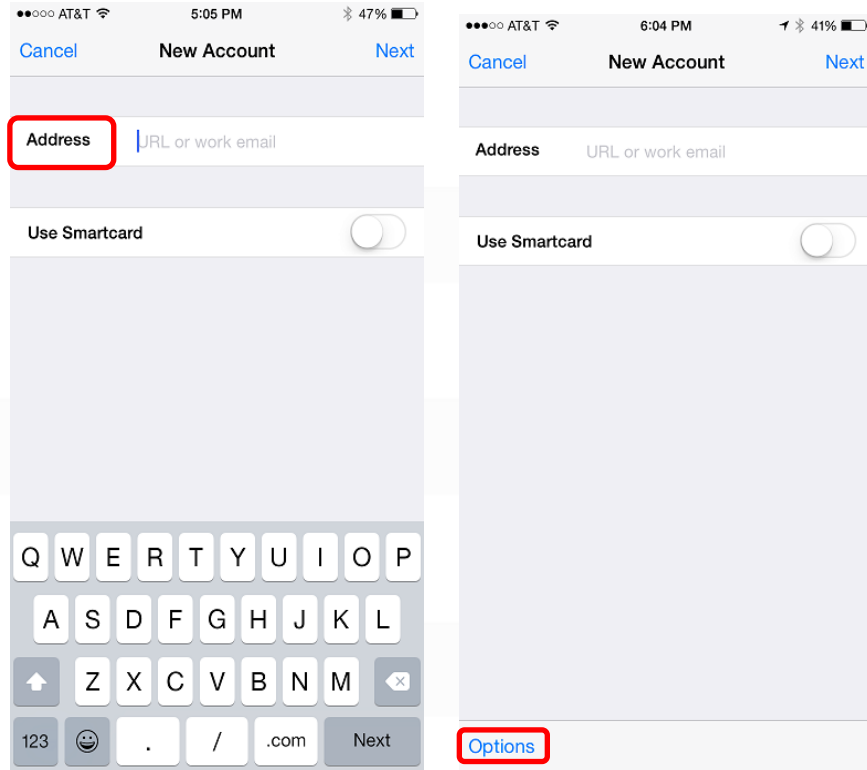 AT&T 5:05 PM 47%
Cancel New Account Next
Address URL or work email
Use Smartcard
Q W E R T Y U I O P
A S D F G H J K L
Z X C V B N M
123 . / .com Next
AT&T 6:04 PM 41%
Cancel New Account Next
Address URL or work email
Use Smartcard
Options